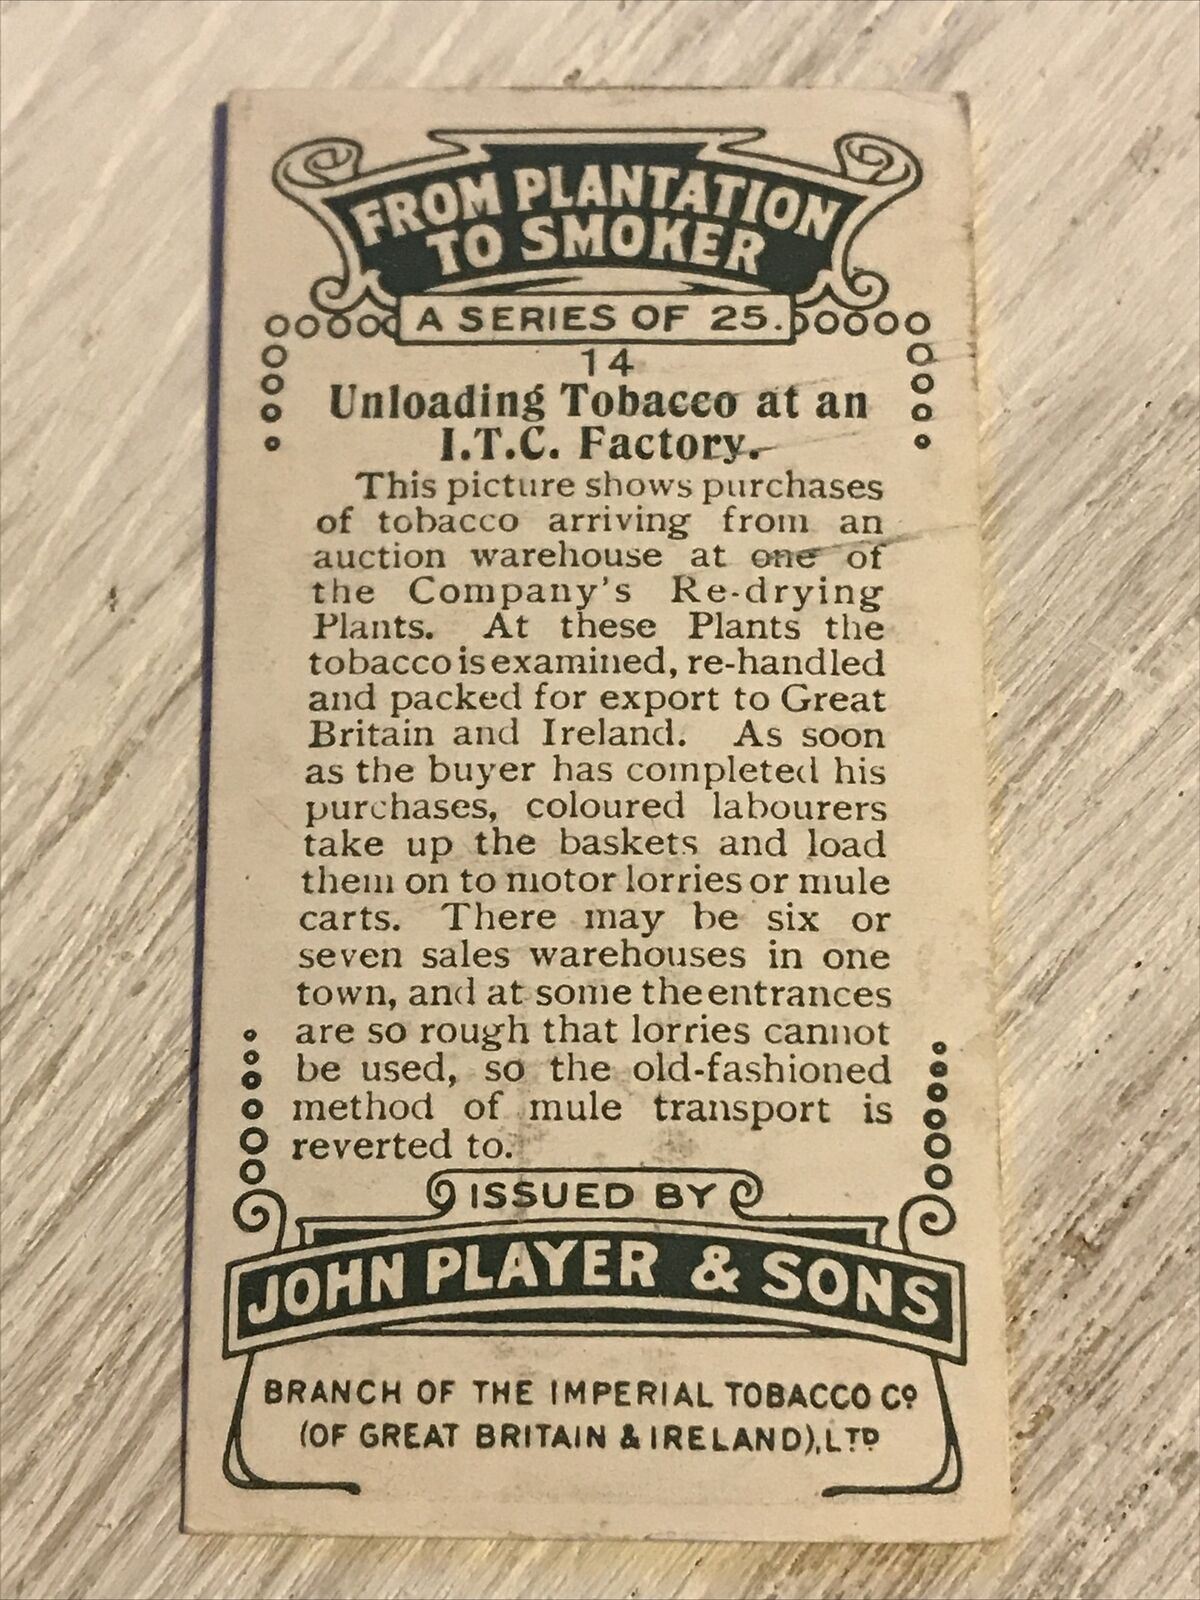 FROM PLANTATION
TO SMOKER
A SERIES OF 25.
14
Unloading Tobacco at an
I.T.C. Factory.
This picture shows purchases
of tobacco arriving from an
auction warehouse at one of
the Company's Re-drying
Plants. At these Plants the
tobacco is examined, re-handled
and packed for export to Great
Britain and Ireland. As soon
as the buyer has completed his
purchases, coloured labourers
take up the baskets and load
them on to motor lorries or mule
carts. There may be six or
seven sales warehouses in one
town, and at some the entrances
are so rough that lorries cannot
be used, so the old-fashioned
method of mule transport is
reverted to.
ISSUED BY
JOHN PLAYER & SONS
BRANCH OF THE IMPERIAL TOBACCO Co.
(OF GREAT BRITAIN & IRELAND), LTD